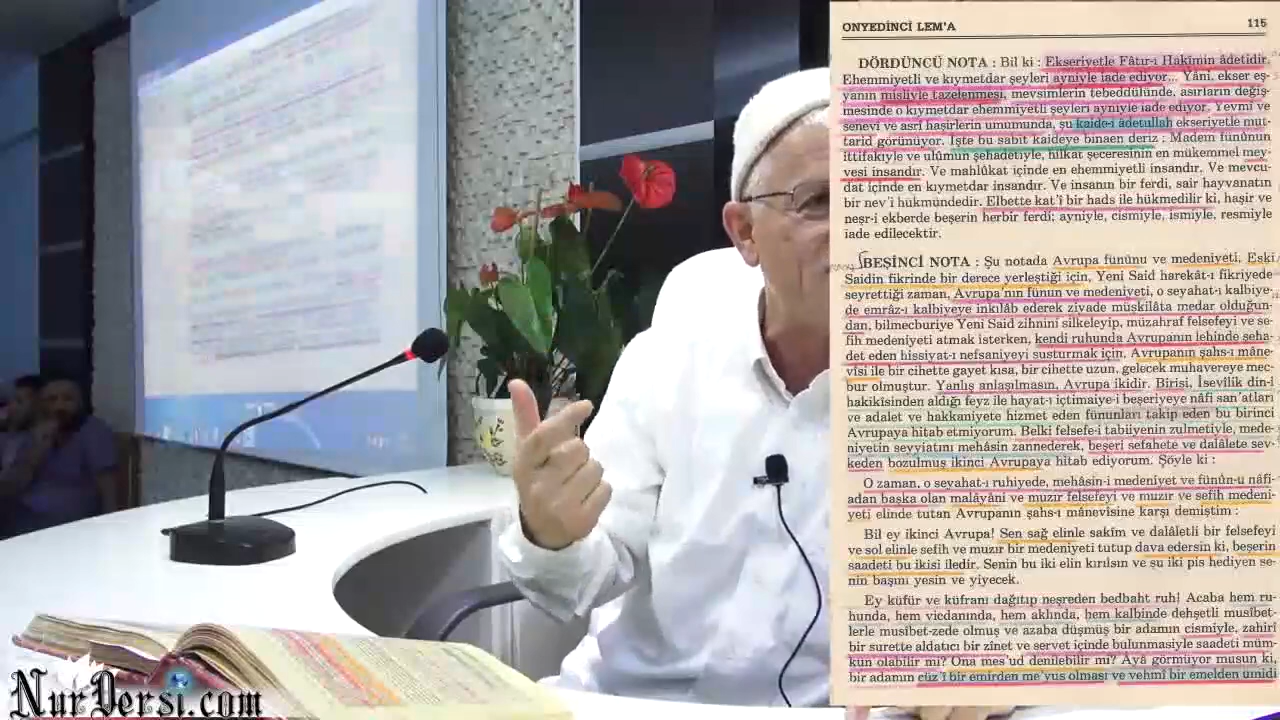 ONYEDİNCİ LEM'A 115
DÖRDÜNCÜ NOTA : Bil ki : Ekseriyetle Fâtır-ı Hakîmin âdetidir.
Ehemmiyetli ve kıymetdar şeyleri ayniyle iade ediyor... Yâni, ekser eş-
yanın misliyle tazelenmesi, mevsimlerin tebeddülünde, asırların değiş-
mesinde o kıymetdar ehemmiyetli şeyleri ayniyle iade ediyor. Yevmî ve
senevî ve asrî haşirlerin umumunda, şu kaide-i âdetullah ekseriyetle mut-
tarid görünüyor. İşte bu sabit kaideye binaen deriz : Madem fünûnun
ittifakiyle ve ulûmun şehadetiyle, hilkat şeceresinin en mükemmel mey-
vesi insandır. Ve mahlûkat içinde en ehemmiyetli insandır. Ve mevcu-
dat içinde en kıymetdar insandır. Ve insanın bir ferdi, sair hayvanatın
bir nev'i hükmündedir. Elbette kat'î bir hads ile hükmedilir ki, haşir ve
neşr-i ekberde beşerin herbir ferdi; ayniyle, cismiyle, ismiyle, resmiyle
iade edilecektir.
BEŞİNCİ NOTA : Şu notada Avrupa fünûnu ve medeniyeti, Eski
Saidin fikrinde bir derece yerleştiği için, Yeni Said harekât-ı fikriyede
seyrettiği zaman, Avrupa'nın fünun ve medeniyeti, o seyahat-ı kalbiye-
de emrâz-ı kalbiyeye inkılâb ederek ziyade müşkilâta medar olduğun-
dan, bilmecburiye Yeni Said zihnini silkeleyip, müzahraf felsefeyi ve se-
fih medeniyeti atmak isterken, kendi ruhunda Avrupanın lehinde şeha-
det eden hissiyat-ı nefsaniyeyi susturmak için, Avrupanın şahs-ı mâne-
vîsi ile bir cihette gayet kısa, bir cihette uzun, gelecek muhavereye mec-
bur olmuştur. Yanlış anlaşılmasın, Avrupa ikidir. Birisi, İsevîlik din-i
hakikîsinden aldığı feyz ile hayat-ı içtimaiye-i beşeriyeye nâfi san'atları
ve adalet ve hakkaniyete hizmet eden fünunları takip eden bu birinci
Avrupaya hitab etmiyorum. Belki felsefe-i tabiiyenin zulmetiyle, mede-
niyetin seyyiatını mehâsin zannederek, beşeri sefahete ve dalâlete sev-
keden bozulmuş ikinci Avrupaya hitab ediyorum. Şöyle ki :
O zaman, o seyahat-ı ruhiyede, mehâsin-i medeniyet ve fünûn-u nâfi-
adan başka olan malâyâni ve muzır felsefeyi ve muzır ve sefih medeni-
yeti elinde tutan Avrupanın şahs-ı mânevîsine karşı demiştim :
Bil ey ikinci Avrupa! Sen sağ elinle sakîm ve dalâletli bir felsefeyi
ve sol elinle sefih ve muzır bir medeniyeti tutup dava edersin ki, beşerin
saadeti bu ikisi iledir. Senin bu iki elin kırılsın ve şu iki pis hediyen se-
nin başını yesin ve yiyecek.
Ey küfür ve küfranı dağıtıp neşreden bedbaht ruh! Acaba hem ru-
hunda, hem vicdanında, hem aklında, hem kalbinde dehşetli musîbet-
lerle musîbet-zede olmuş ve azaba düşmüş bir adamın cismiyle, zahirî
bir surette aldatıcı bir zinet ve servet içinde bulunmasiyle saadeti müm-
kün olabilir mi? Ona mes'ud denilebilir mi? Âyâ görmüyor musun ki,
bir adamın cüz'î bir emirden me'yus olması ve vehmî bir emelden ümidi
NurDersi.com